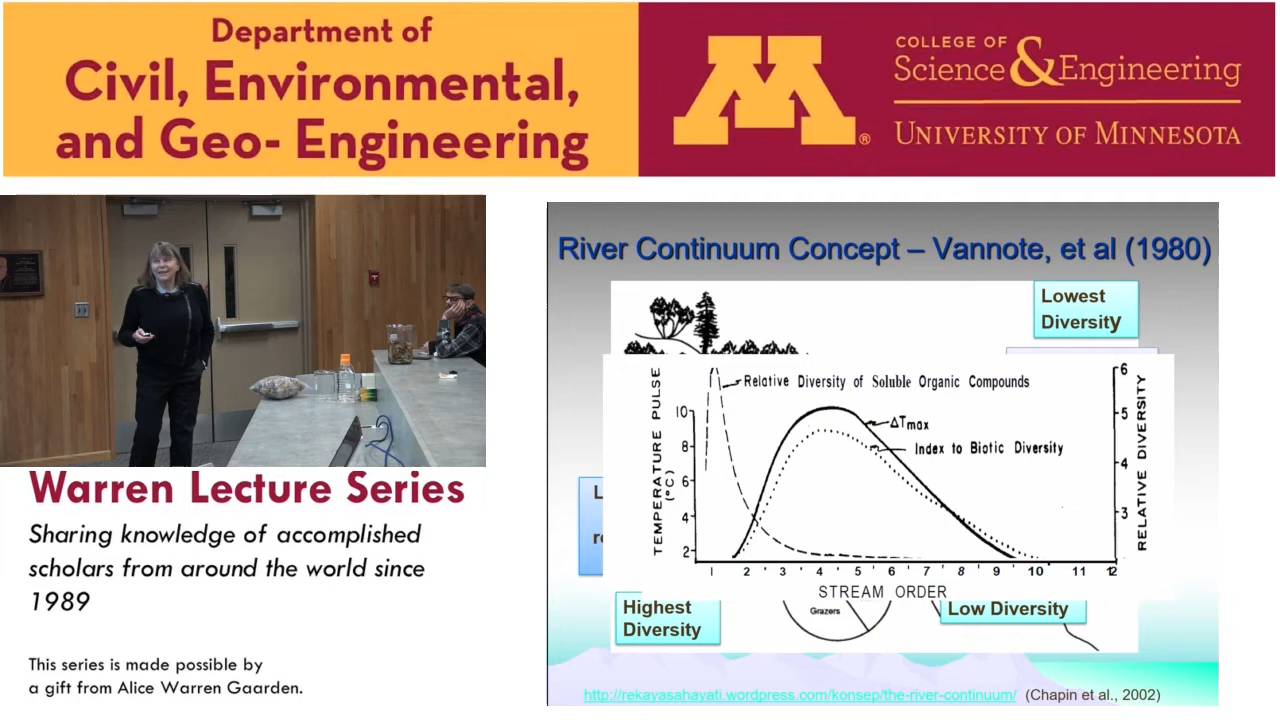 Department of
Civil, Environmental,
and Geo- Engineering
M®
COLLEGE OF
Science & Engineering
UNIVERSITY OF MINNESOTA
River Continuum Concept – Vannote, et al (1980)
Lowest
Diversity
TEMPERATURE PULSE
(°C)
10
8
6
4
2
Relative Diversity of Soluble Organic Compounds
ΔTmax
Index to Biotic Diversity
6
5
4
3
RELATIVE DIVERSITY
1 2 3 4 5 6 7 8 9 10 11 12
STREAM ORDER
L
re
Highest
Diversity
Grazers
Low Diversity
http://rekayasahayati.wordpress.com/konsep/the-river-continuum/ (Chapin et al., 2002)
Warren Lecture Series
Sharing knowledge of accomplished
scholars from around the world since
1989
This series is made possible by
a gift from Alice Warren Gaarden.